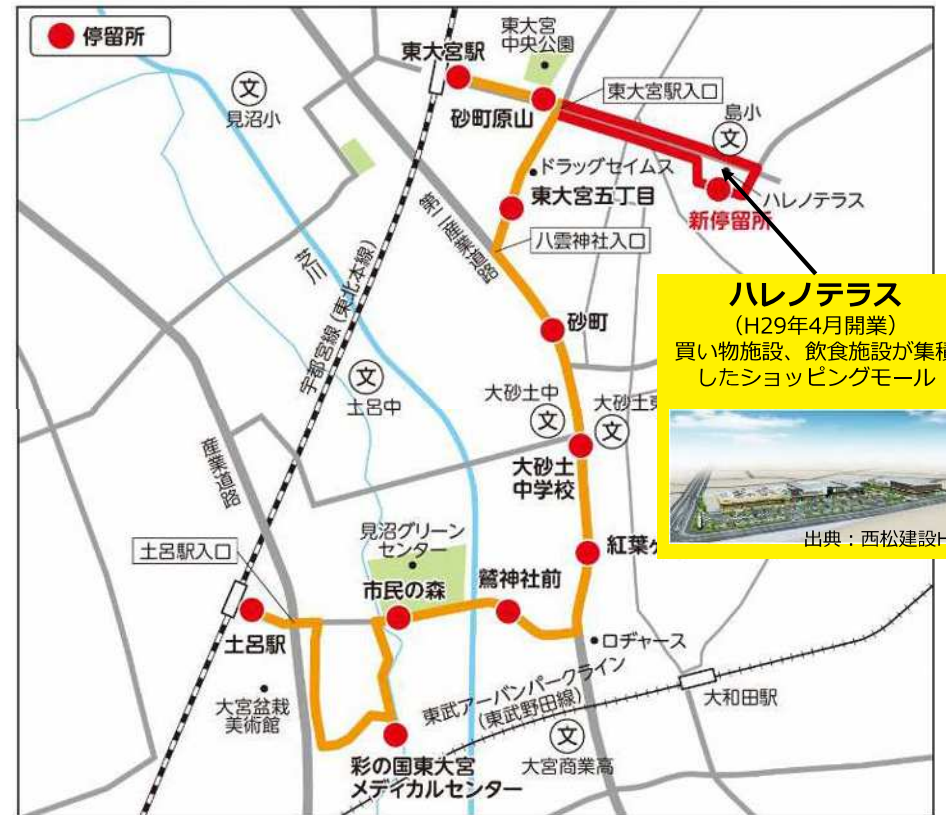 停留所
東大宮
中央公園
東大宮駅
東大宮駅入口
文
見沼小
砂町原山
島小
文
ドラッグセイムス
ハレノテラス
新停留所
東大宮五丁目
第二産業道路
八雲神社入口
芝川
宇都宮線(東北本線)
ハレノテラス
(H29年4月開業)
買い物施設、飲食施設が集積
したショッピングモール
出典:西松建設H
砂町
文
土呂中
大砂土中
文
大砂土東
文
大砂土
中学校
産業道路
見沼グリーン
センター
紅葉ヶ
土呂駅入口
市民の森
鷲神社前
土呂駅
ロヂャース
大宮盆栽
美術館
東武アーバンパークライン
(東武野田線)
大和田駅
文
大宮商業高
彩の国東大宮
メディカルセンター